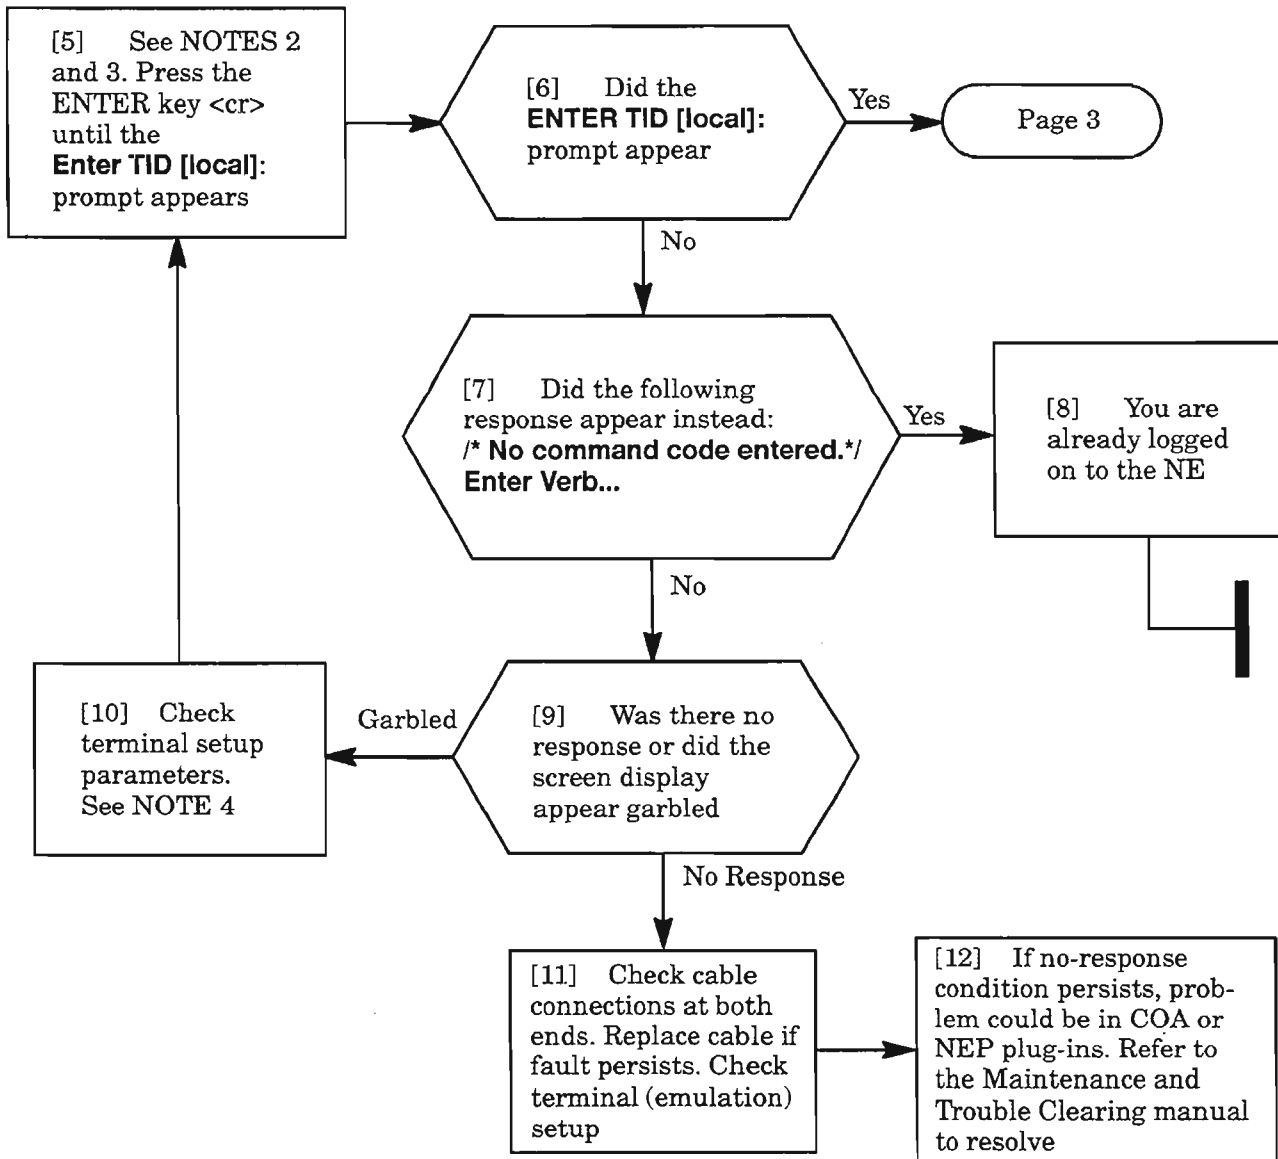 [5] See NOTES 2
and 3. Press the
ENTER key <cr>
until the
Enter TID [local]:
prompt appears
[6] Did the
ENTER TID [local]:
prompt appear
Yes
Page 3
No
[7] Did the following
response appear instead:
/* No command code entered.*/
Enter Verb...
Yes
[8] You are
already logged
on to the NE
No
[9] Was there no
response or did the
screen display
appear garbled
Garbled
[10] Check
terminal setup
parameters.
See NOTE 4
No Response
[11] Check cable
connections at both
ends. Replace cable if
fault persists. Check
terminal (emulation)
setup
[12] If no-response
condition persists, prob-
lem could be in COA or
NEP plug-ins. Refer to
the Maintenance and
Trouble Clearing manual
to resolve